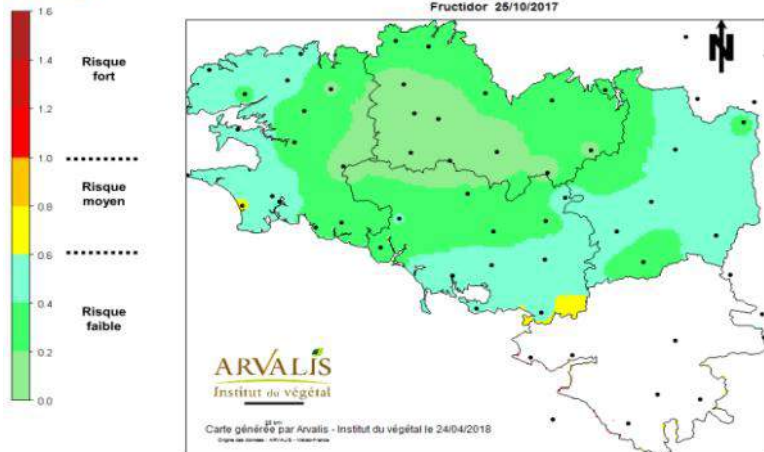 Fructidor 25/10/2017
1.6
1.4
1.2
1.0
0.8
0.6
0.4
0.2
0.0
Risque
fort
Risque
moyen
Risque
faible
N
ARVALIS
Institut du végétal
Carte générée par Arvalis - Institut du végétal le 24/04/2018